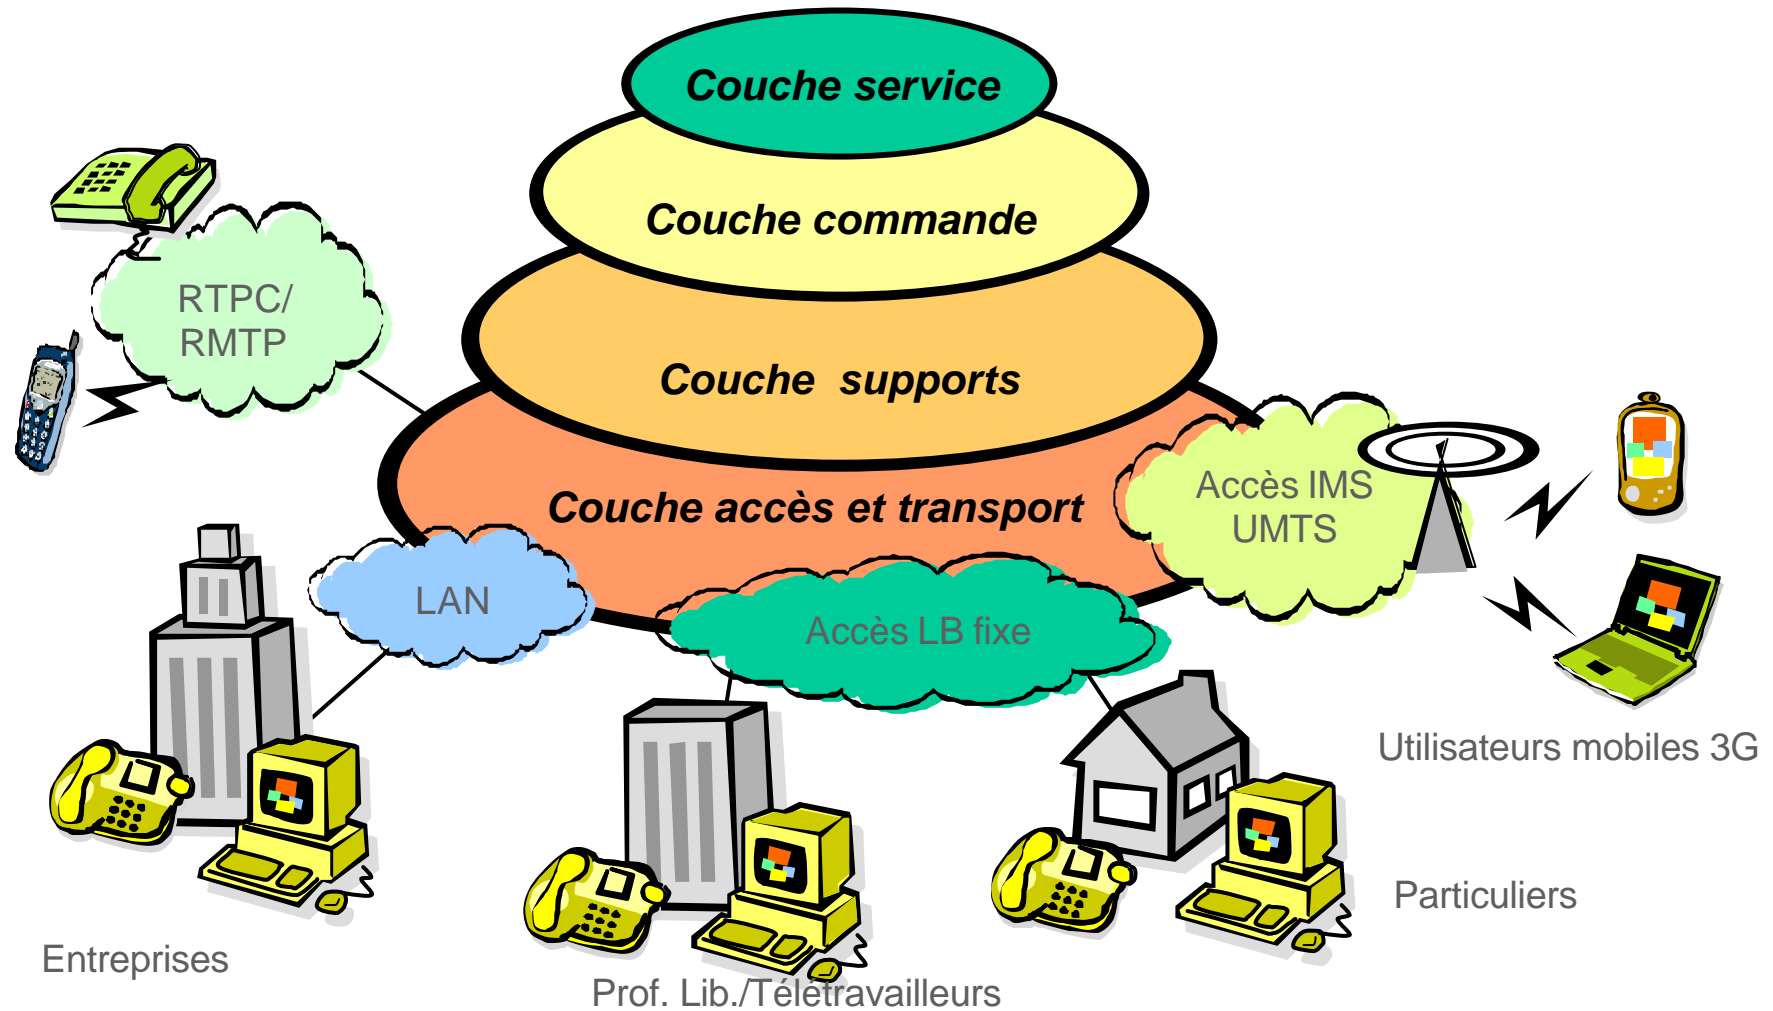 Couche service
Couche commande
RTPC/
RMTP
Couche supports
Accès IMS
UMTS
Couche accès et transport
LAN
Accès LB fixe
Utilisateurs mobiles 3G
Particuliers
Entreprises
Prof. Lib./Télétravailleurs